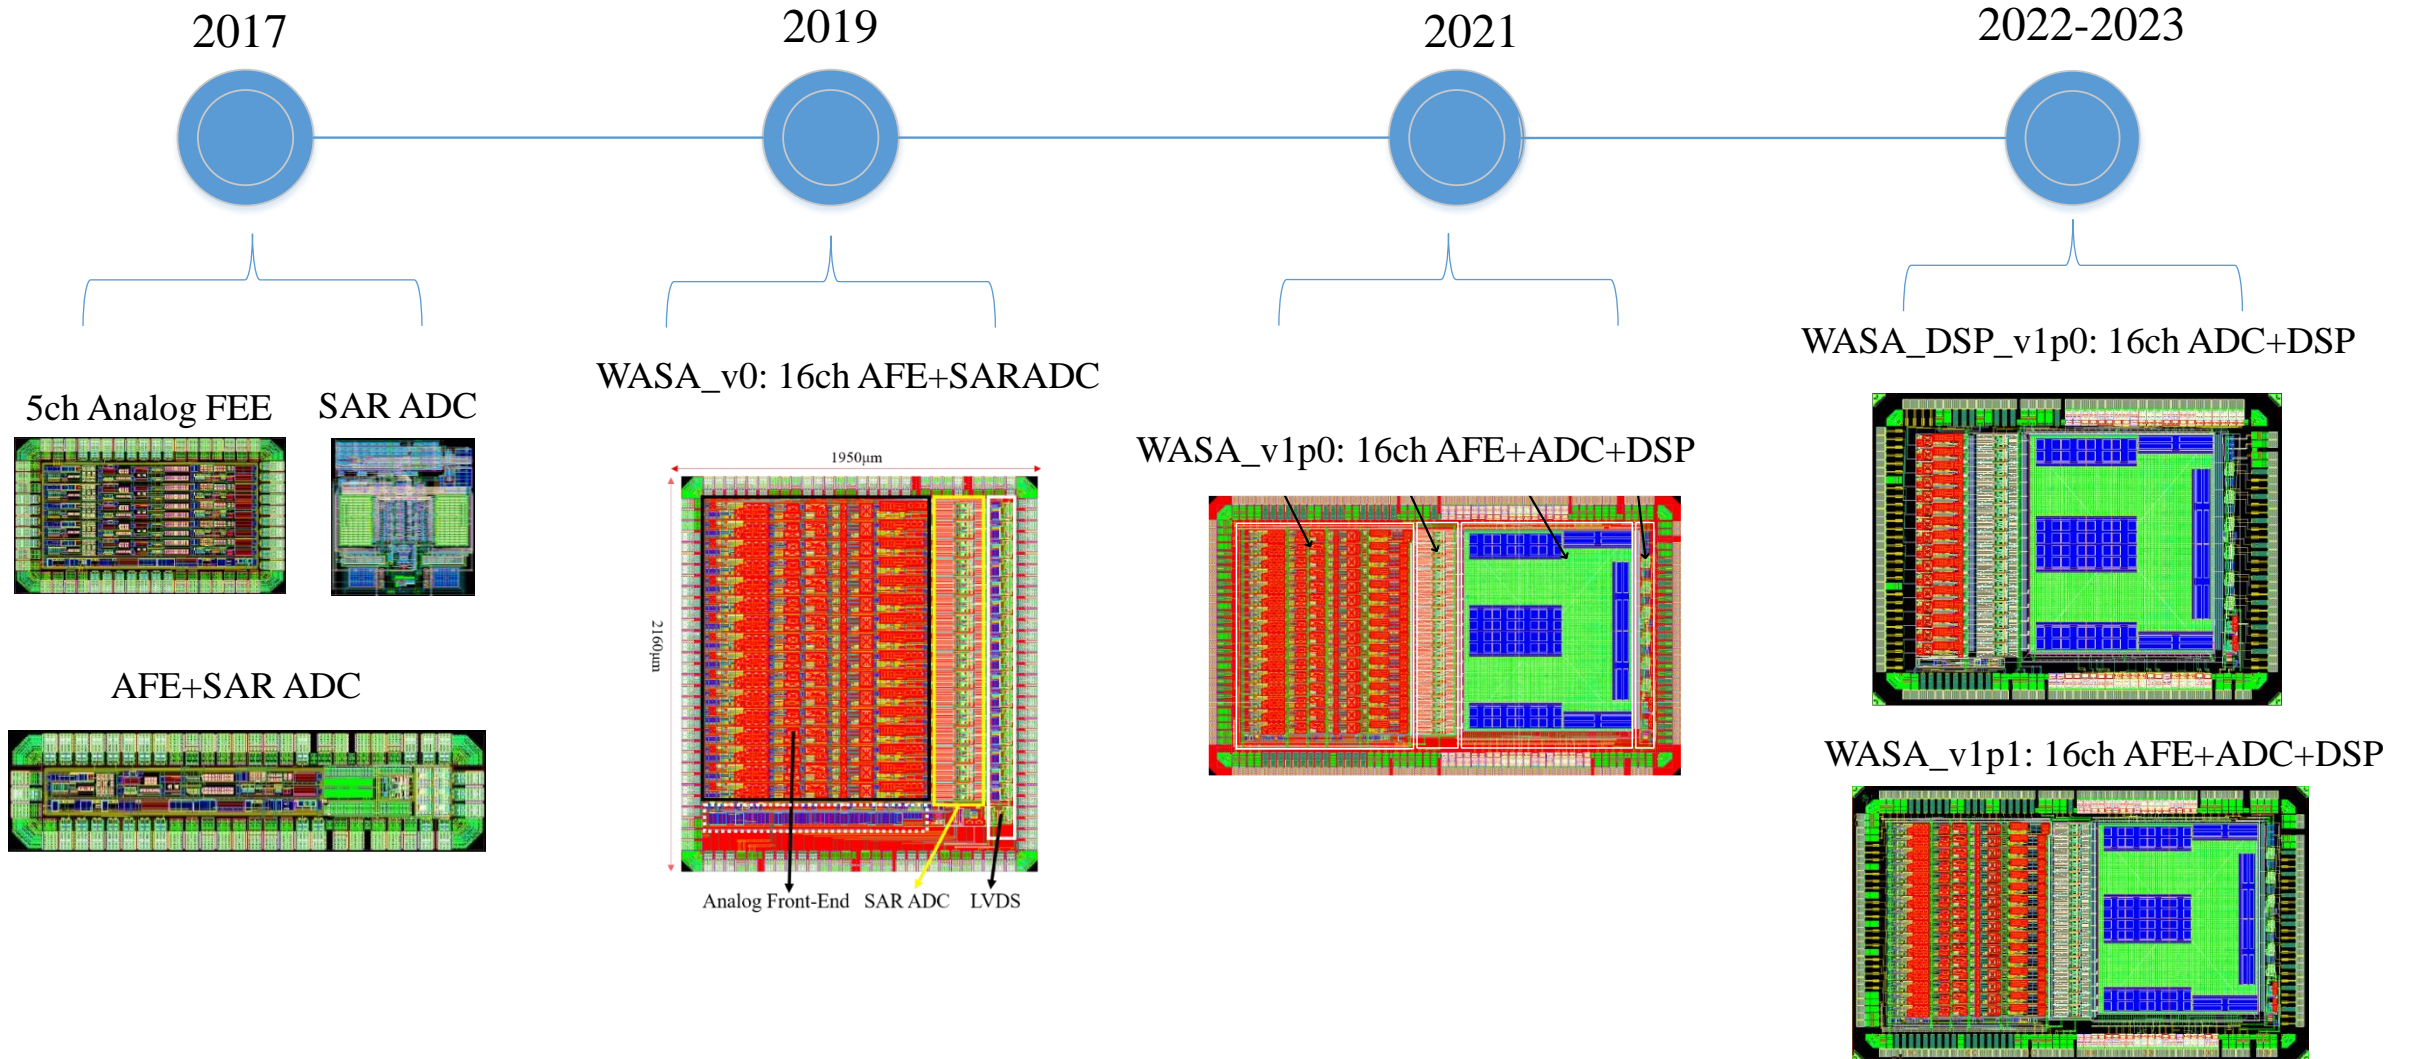 2017
2019
2021
2022-2023
5ch Analog FEE
SAR ADC
AFE+SAR ADC
WASA_v0: 16ch AFE+SARADC
1950μm
2160μm
Analog Front-End
SAR ADC
LVDS
WASA_v1p0: 16ch AFE+ADC+DSP
WASA_DSP_v1p0: 16ch ADC+DSP
WASA_v1p1: 16ch AFE+ADC+DSP